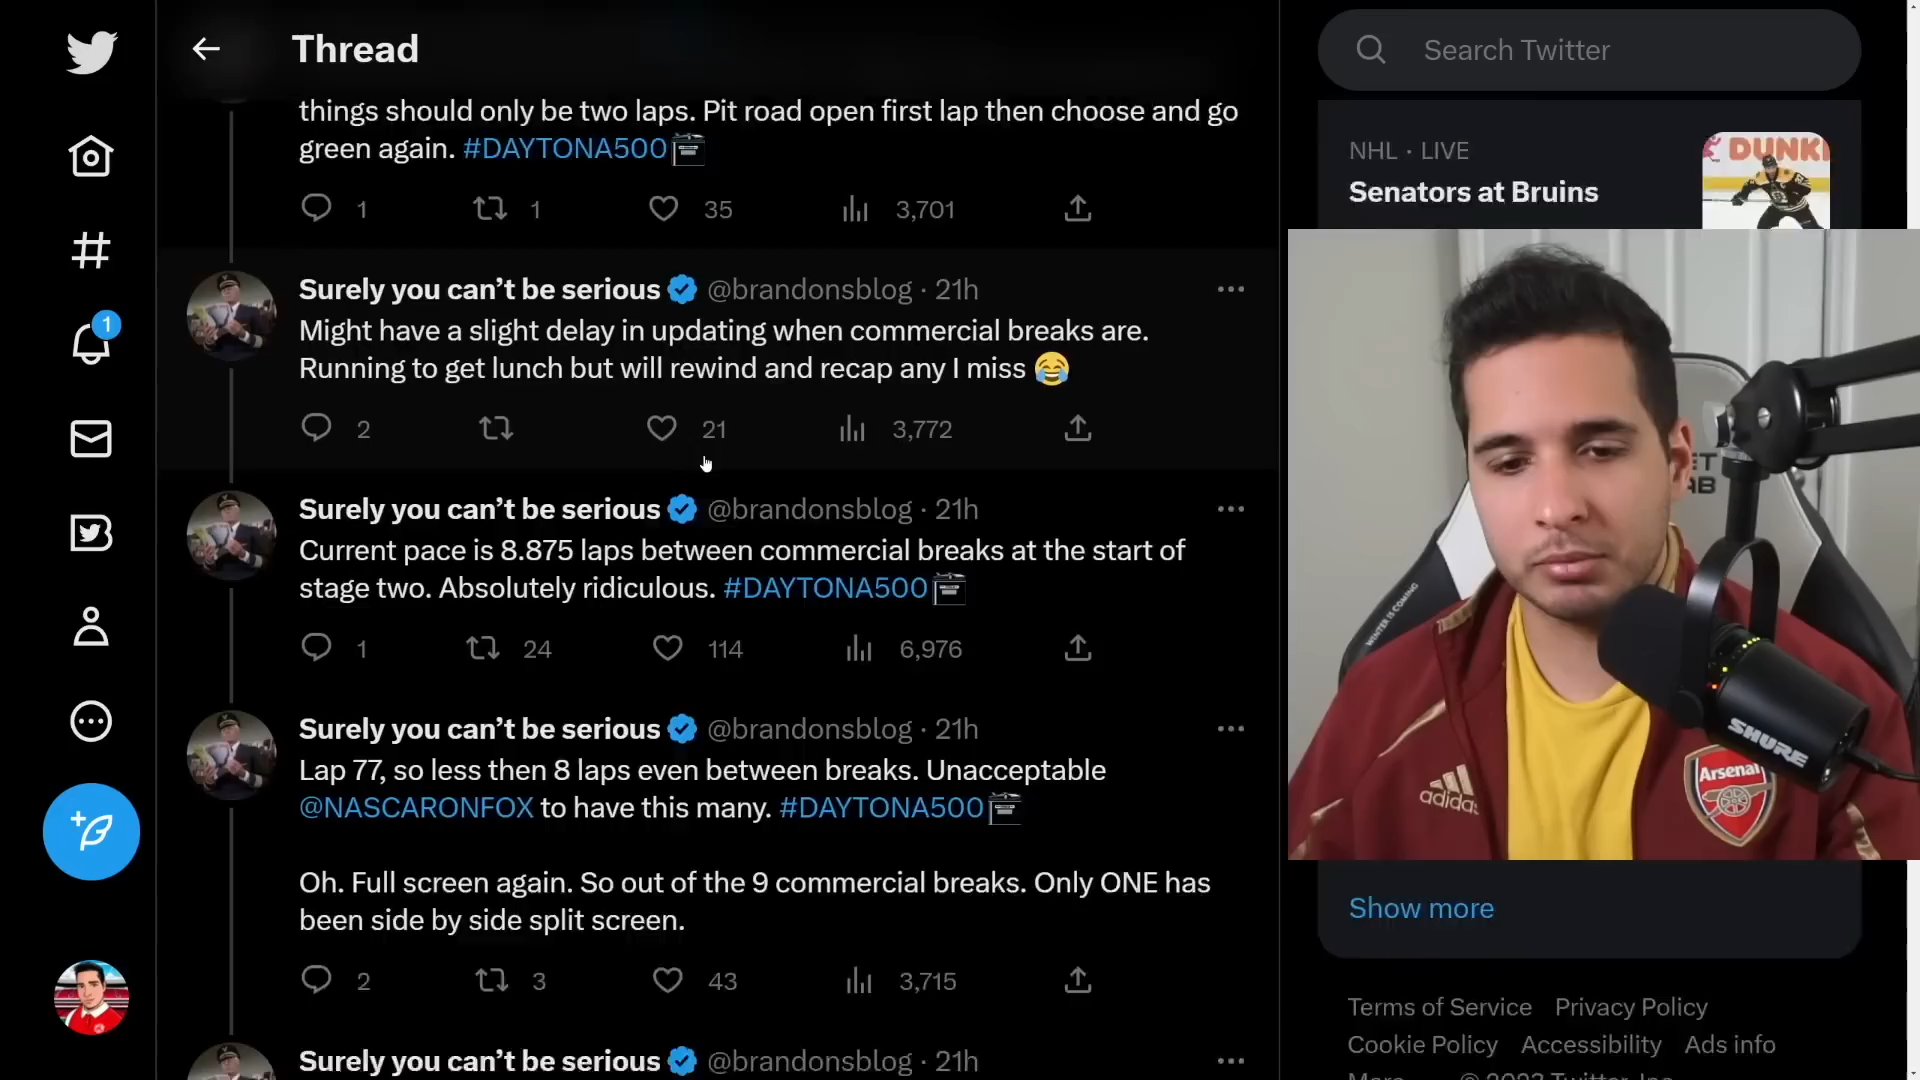 Thread
Search Twitter
things should only be two laps. Pit road open first lap then choose and go
green again. #DAYTONA500
1 1 35 3,701
NHL · LIVE
Senators at Bruins
DUNK
Surely you can’t be serious @brandonsblog · 21h
Might have a slight delay in updating when commercial breaks are.
Running to get lunch but will rewind and recap any I miss 😂
2 21 3,772
1
Surely you can’t be serious @brandonsblog · 21h
Current pace is 8.875 laps between commercial breaks at the start of
stage two. Absolutely ridiculous. #DAYTONA500
1 24 114 6,976
Surely you can’t be serious @brandonsblog · 21h
Lap 77, so less then 8 laps even between breaks. Unacceptable
@NASCARONFOX to have this many. #DAYTONA500
Oh. Full screen again. So out of the 9 commercial breaks. Only ONE has
been side by side split screen.
2 3 43 3,715
Surely you can’t be serious @brandonsblog · 21h
WINTER IS COMING
adidas
SHURE
Arsenal
Show more
Terms of Service Privacy Policy
Cookie Policy Accessibility Ads info